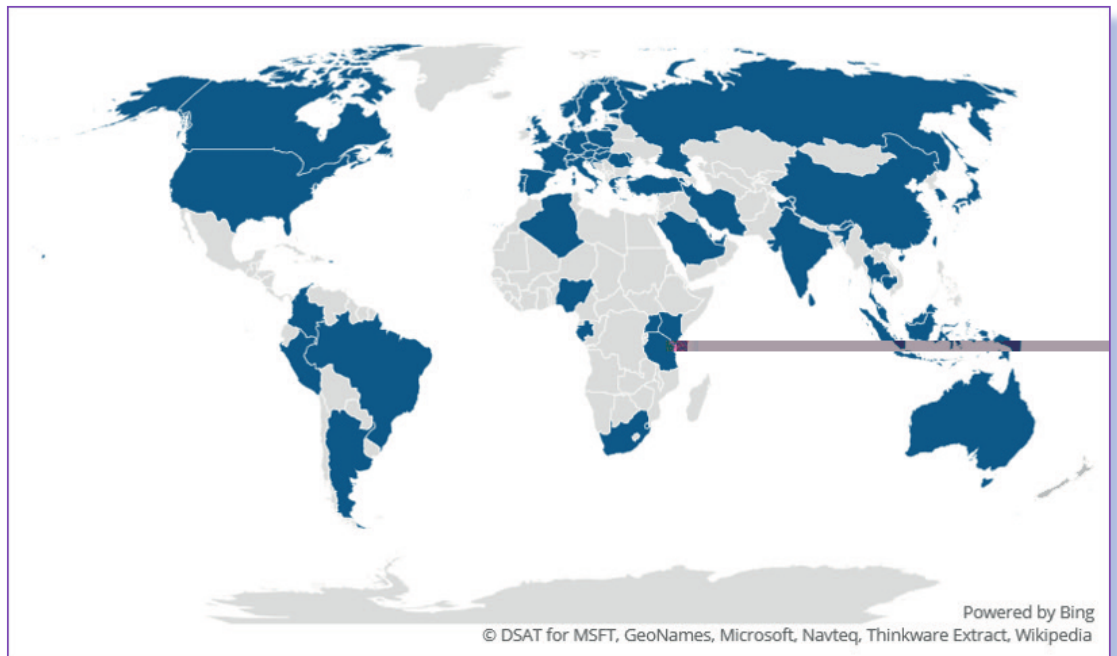 Powered by Bing
© DSAT for MSFT, GeoNames, Microsoft, Navteq, Thinkware Extract, Wikipedia